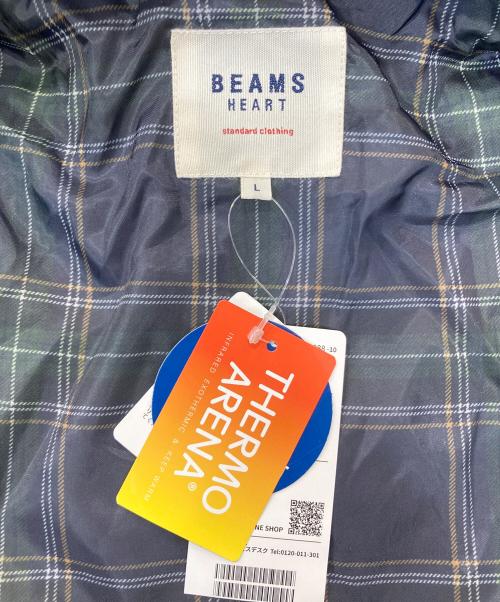 BEAMS
HEART
standard clothing
L
THERMO
ARENA®
INFRARED EXOTHERMIC & KEEP WARM
-10
NE SHOP
デスク Tel:0120-011-301